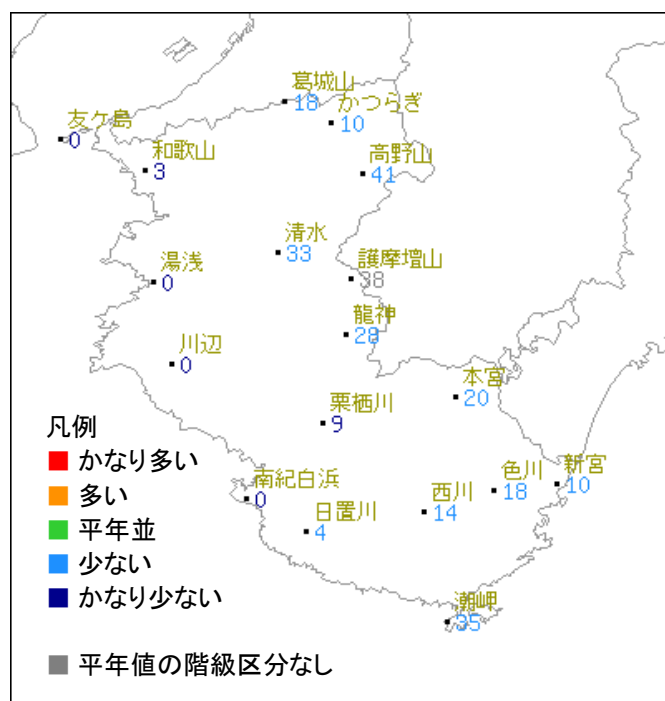 葛城山
18
かつらぎ
10
友ケ島
0
和歌山
3
高野山
41
清水
33
湯浅
0
護摩壇山
38
龍神
28
川辺
0
本宮
20
栗栖川
9
凡例
かなり多い
多い
平年並
少ない
かなり少ない
平年値の階級区分なし
南紀白浜
0
日置川
4
西川
14
色川
18
新宮
10
潮岬
35